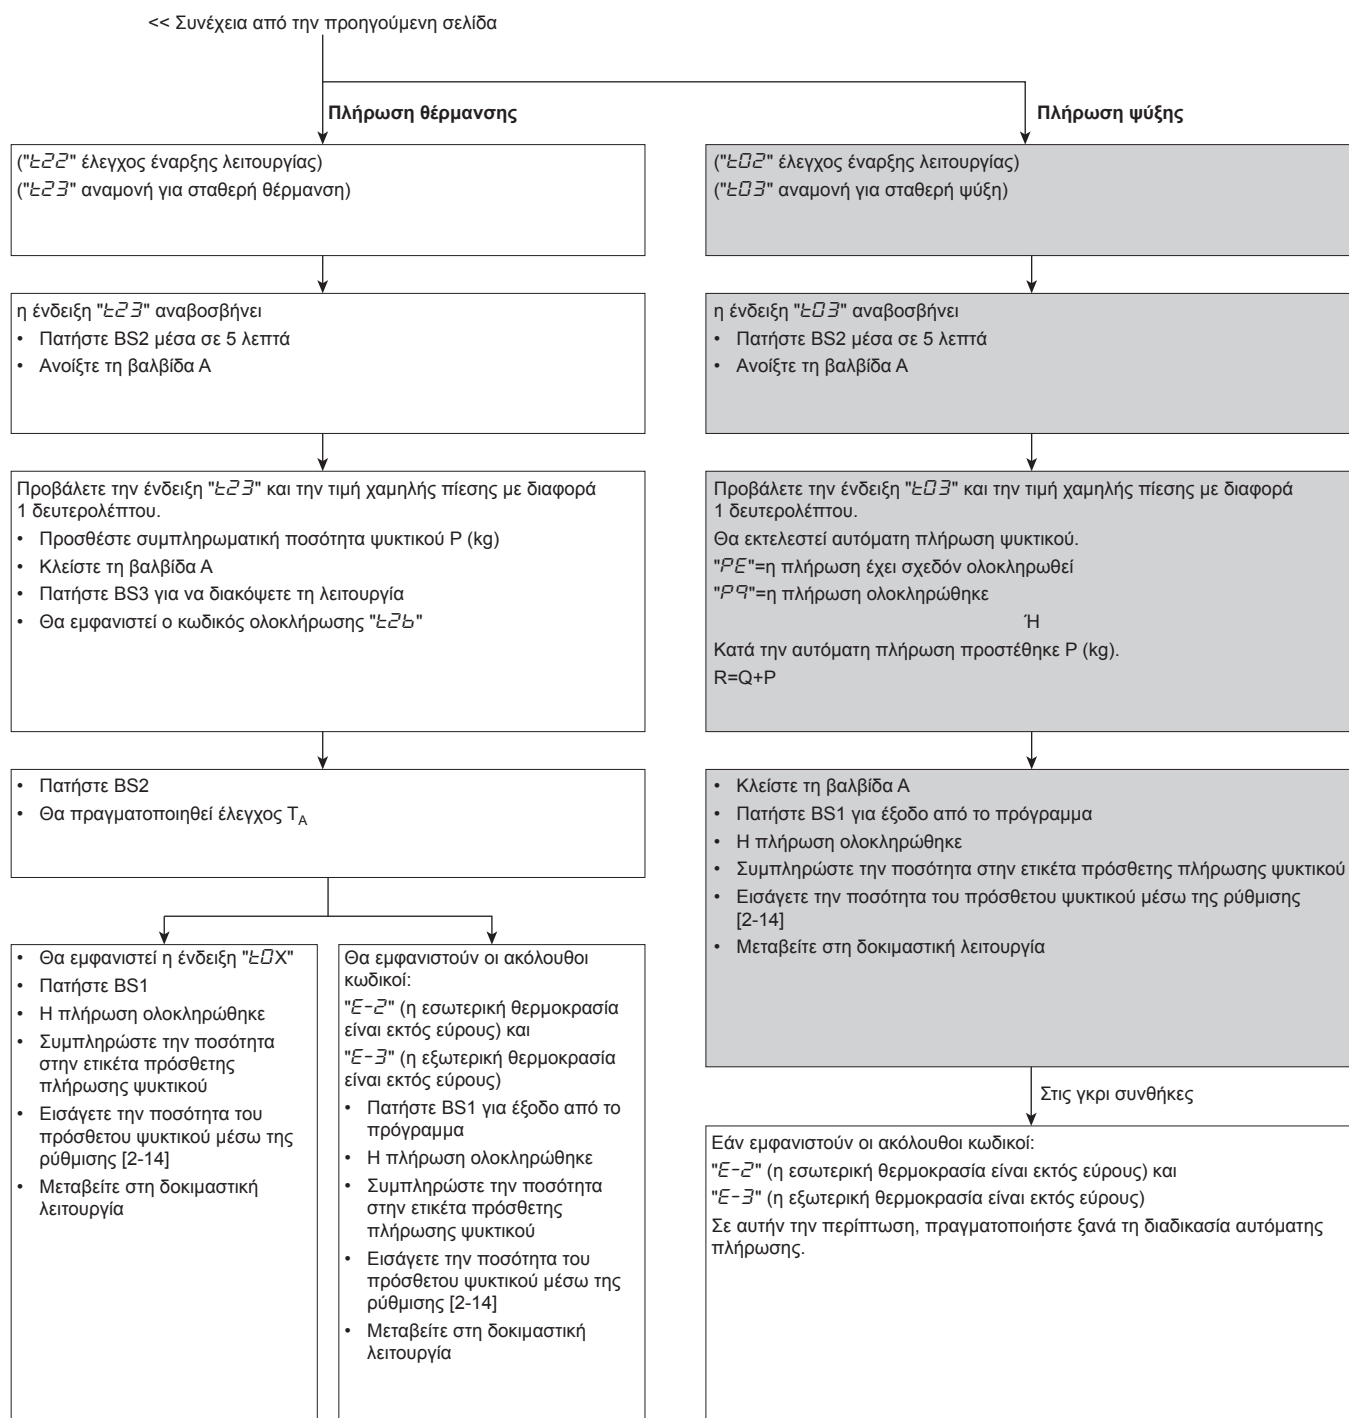 << Συνέχεια από την προηγούμενη σελίδα
Πλήρωση θέρμανσης
("t22" έλεγχος έναρξης λειτουργίας)
("t23" αναμονή για σταθερή θέρμανση)
η ένδειξη "t23" αναβοσβήνει
• Πατήστε BS2 μέσα σε 5 λεπτά
• Ανοίξτε τη βαλβίδα A
Προβάλετε την ένδειξη "t23" και την τιμή χαμηλής πίεσης με διαφορά
1 δευτερολέπτου.
• Προσθέστε συμπληρωματική ποσότητα ψυκτικού P (kg)
• Κλείστε τη βαλβίδα A
• Πατήστε BS3 για να διακόψετε τη λειτουργία
• Θα εμφανιστεί ο κωδικός ολοκλήρωσης "t26"
• Πατήστε BS2
• Θα πραγματοποιηθεί έλεγχος TA
• Θα εμφανιστεί η ένδειξη "t0X"
• Πατήστε BS1
• Η πλήρωση ολοκληρώθηκε
• Συμπληρώστε την ποσότητα
στην ετικέτα πρόσθετης
πλήρωσης ψυκτικού
• Εισάγετε την ποσότητα του
πρόσθετου ψυκτικού μέσω της
ρύθμισης [2-14]
• Μεταβείτε στη δοκιμαστική
λειτουργία
Θα εμφανιστούν οι ακόλουθοι
κωδικοί:
"E-2" (η εσωτερική θερμοκρασία
είναι εκτός εύρους) και
"E-3" (η εξωτερική θερμοκρασία
είναι εκτός εύρους)
• Πατήστε BS1 για έξοδο από το
πρόγραμμα
• Η πλήρωση ολοκληρώθηκε
• Συμπληρώστε την ποσότητα
στην ετικέτα πρόσθετης
πλήρωσης ψυκτικού
• Εισάγετε την ποσότητα του
πρόσθετου ψυκτικού μέσω της
ρύθμισης [2-14]
• Μεταβείτε στη δοκιμαστική
λειτουργία
Πλήρωση ψύξης
("t02" έλεγχος έναρξης λειτουργίας)
("t03" αναμονή για σταθερή ψύξη)
η ένδειξη "t03" αναβοσβήνει
• Πατήστε BS2 μέσα σε 5 λεπτά
• Ανοίξτε τη βαλβίδα A
Προβάλετε την ένδειξη "t03" και την τιμή χαμηλής πίεσης με διαφορά
1 δευτερολέπτου.
Θα εκτελεστεί αυτόματη πλήρωση ψυκτικού.
"PE"=η πλήρωση έχει σχεδόν ολοκληρωθεί
"P9"=η πλήρωση ολοκληρώθηκε
Ή
Κατά την αυτόματη πλήρωση προστέθηκε P (kg).
R=Q+P
• Κλείστε τη βαλβίδα A
• Πατήστε BS1 για έξοδο από το πρόγραμμα
• Η πλήρωση ολοκληρώθηκε
• Συμπληρώστε την ποσότητα στην ετικέτα πρόσθετης πλήρωσης ψυκτικού
• Εισάγετε την ποσότητα του πρόσθετου ψυκτικού μέσω της ρύθμισης
[2-14]
• Μεταβείτε στη δοκιμαστική λειτουργία
Στις γκρι συνθήκες
Εάν εμφανιστούν οι ακόλουθοι κωδικοί:
"E-2" (η εσωτερική θερμοκρασία είναι εκτός εύρους) και
"E-3" (η εξωτερική θερμοκρασία είναι εκτός εύρους)
Σε αυτήν την περίπτωση, πραγματοποιήστε ξανά τη διαδικασία αυτόματης
πλήρωσης.